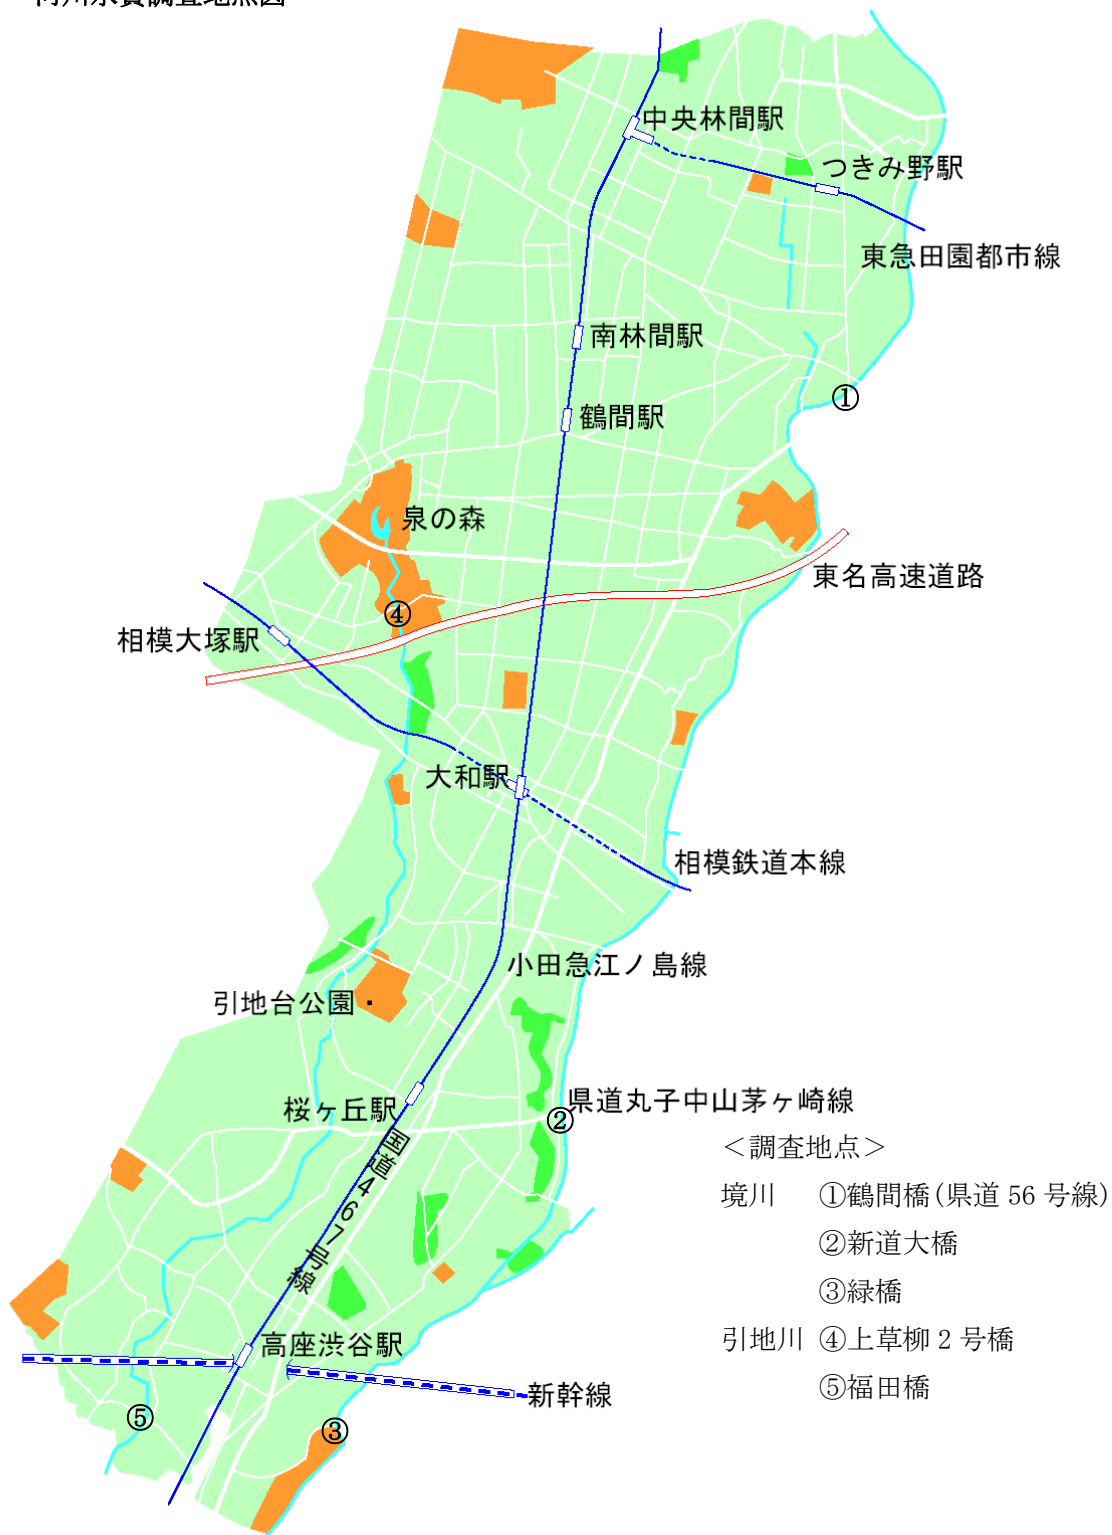 中央林間駅
つきみ野駅
東急田園都市線
南林間駅
①
鶴間駅
泉の森
東名高速道路
④
相模大塚駅
大和駅
相模鉄道本線
小田急江ノ島線
引地台公園・
県道丸子中山茅ヶ崎線
桜ヶ丘駅
②
国道467号線
<調査地点>
境川 ①鶴間橋(県道 56 号線)
②新道大橋
③緑橋
引地川 ④上草柳 2 号橋
⑤福田橋
高座渋谷駅
新幹線
⑤
③